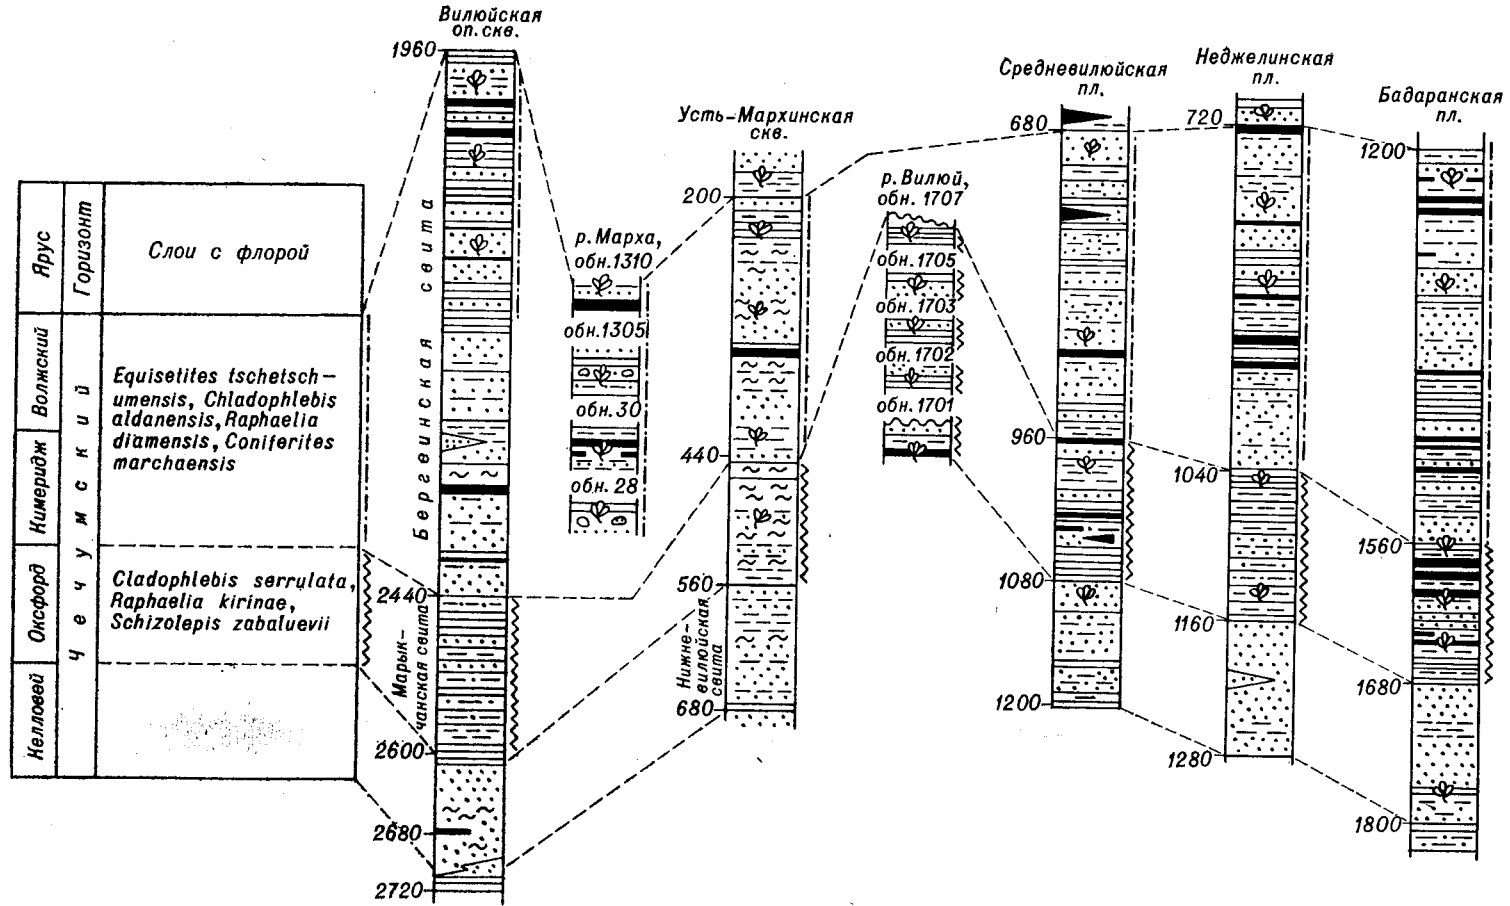 Ярус
Горизонт
Слои с флорой
Волжский
Кимеридж
Оксфорд
Келловей
Чечумский
Equisetites tschetsch-
umensis, Chladophlebis
aldanensis, Raphaelia
diamensis, Coniferites
marchaensis
Cladophlebis serrulata,
Raphaelia kirinae,
Schizolepis zabaluevii
Вилюйская
оп. скв.
1960
2440
2600
2680
2720
Бергеинская свита
Марык-
чанская свита
р. Марха,
обн. 1310
обн. 1305
обн. 30
обн. 28
Усть-Мархинская
скв.
200
440
560
680
Нижне-
вилюйская
свита
р. Вилюй,
обн. 1707
обн. 1705
обн. 1703
обн. 1702
обн. 1701
Средневилюйская
пл.
680
960
1080
1200
Неджелинская
пл.
720
1040
1160
1280
Бадаранская
пл.
1200
1560
1680
1800